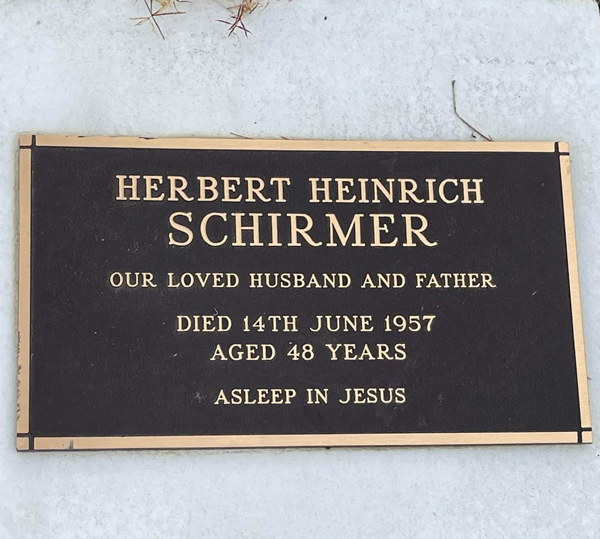 HERBERT HEINRICH
SCHIRMER
OUR LOVED HUSBAND AND FATHER
DIED 14TH JUNE 1957
AGED 48 YEARS
ASLEEP IN JESUS